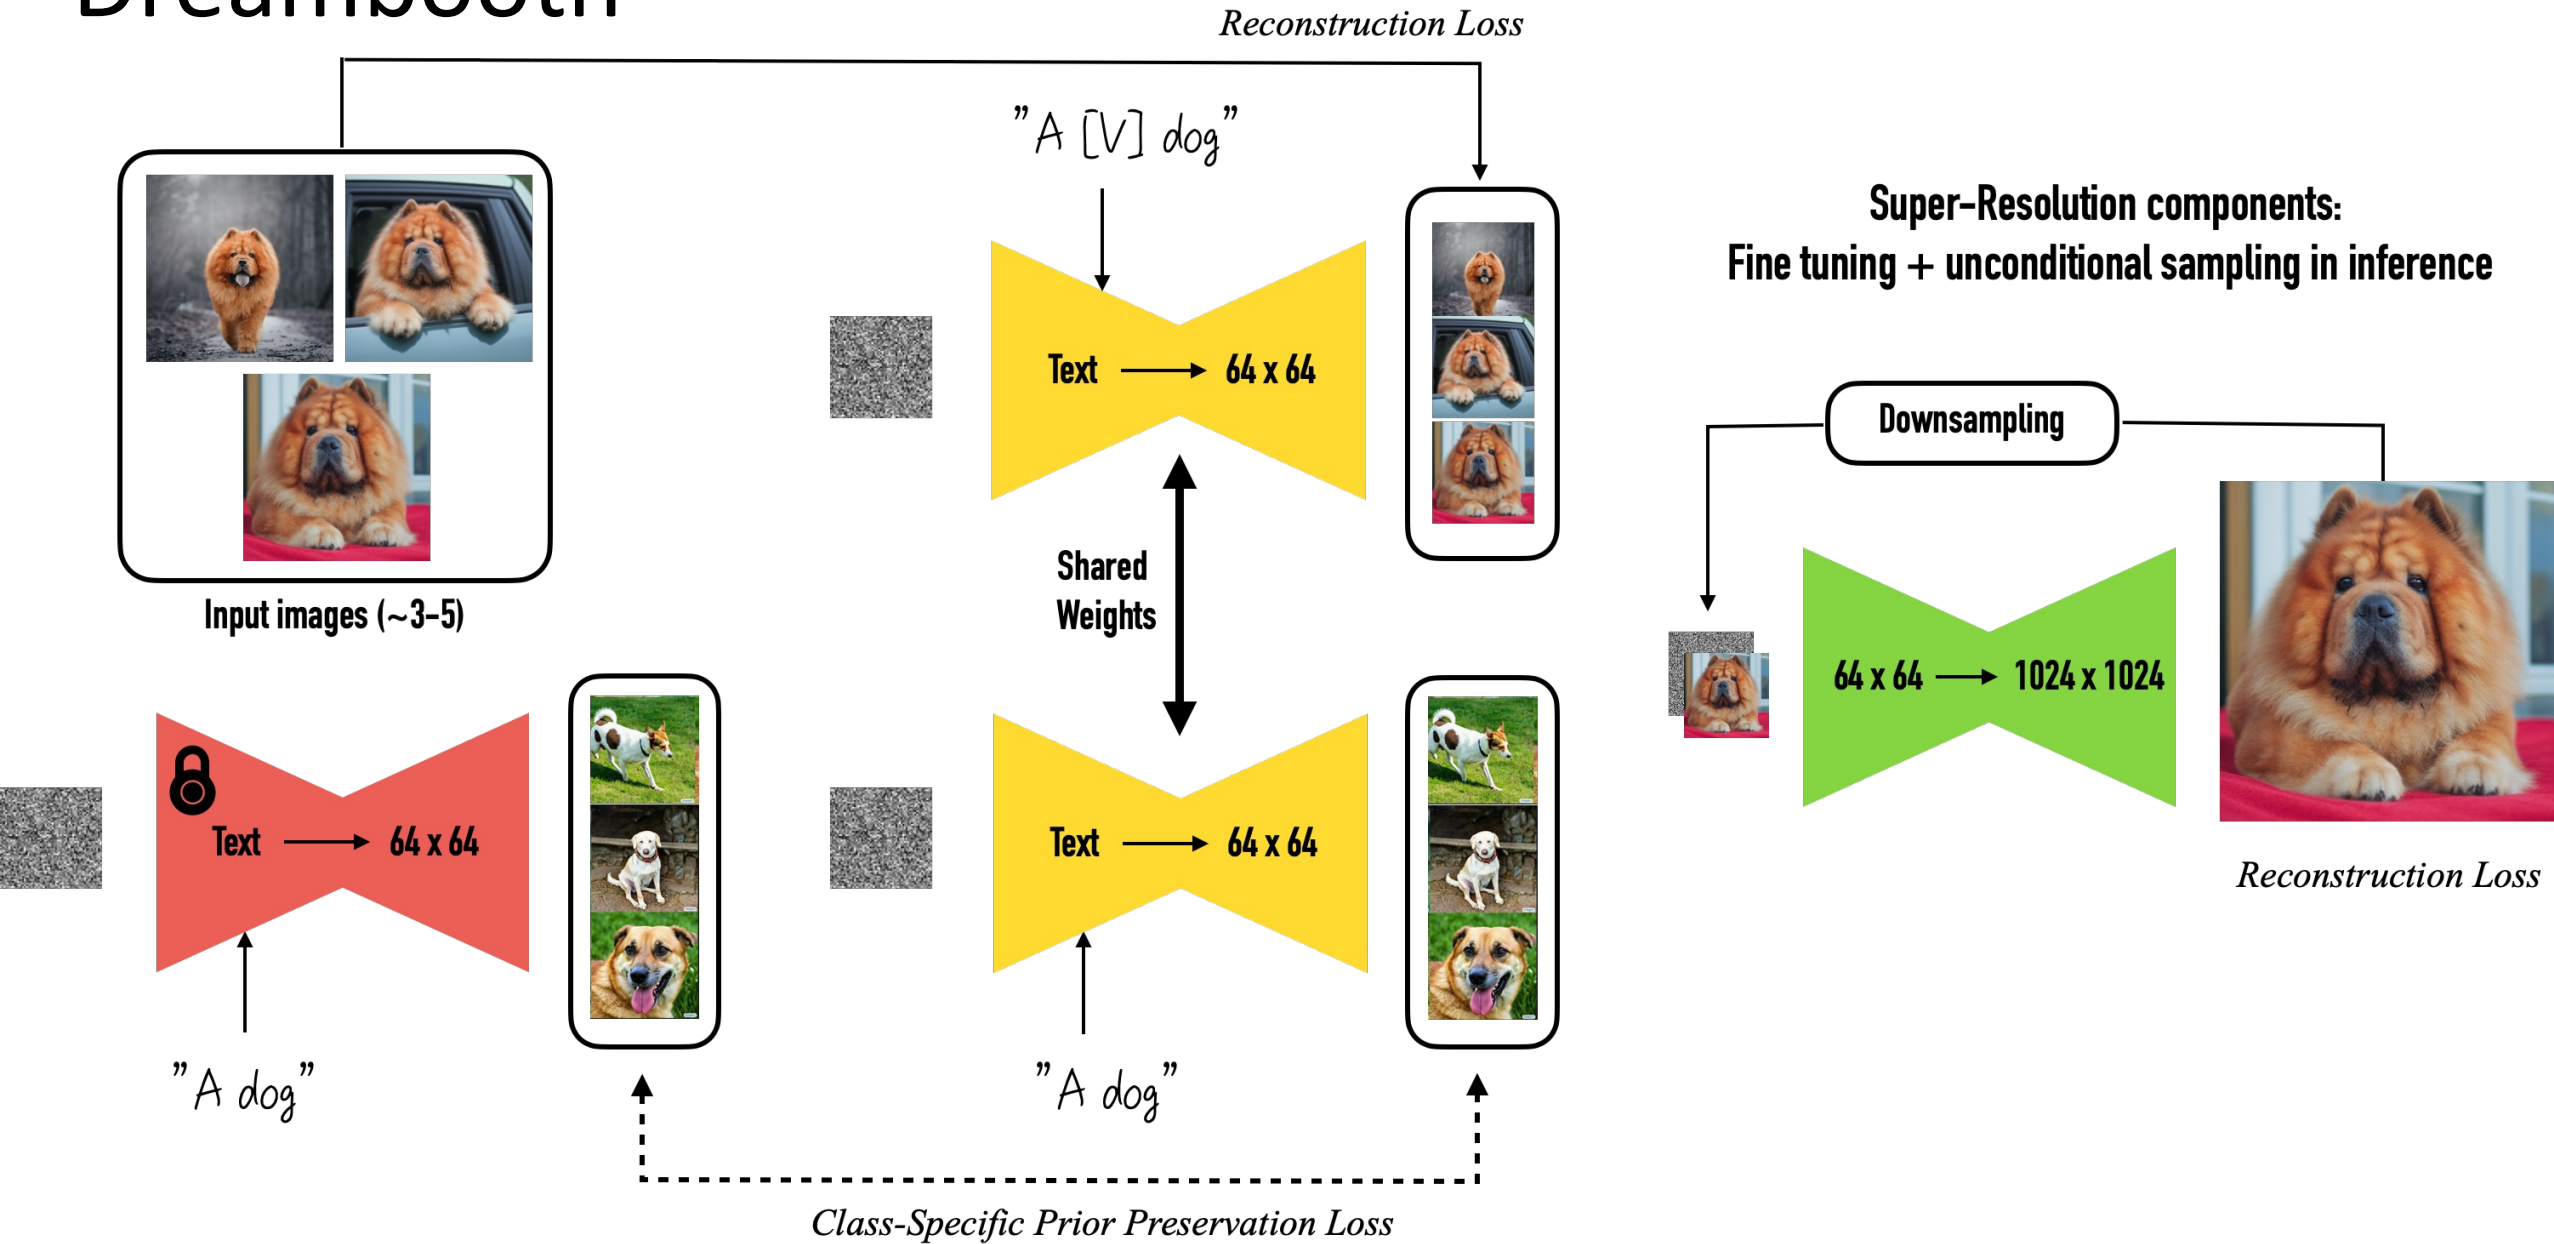 Dreambooth
Reconstruction Loss
”A [V] dog”
Text → 64 x 64
Input images (~3-5)
Shared
Weights
Text → 64 x 64
”A dog”
Text → 64 x 64
”A dog”
Class-Specific Prior Preservation Loss
Super-Resolution components:
Fine tuning + unconditional sampling in inference
Downsampling
64 x 64 → 1024 x 1024
Reconstruction Loss